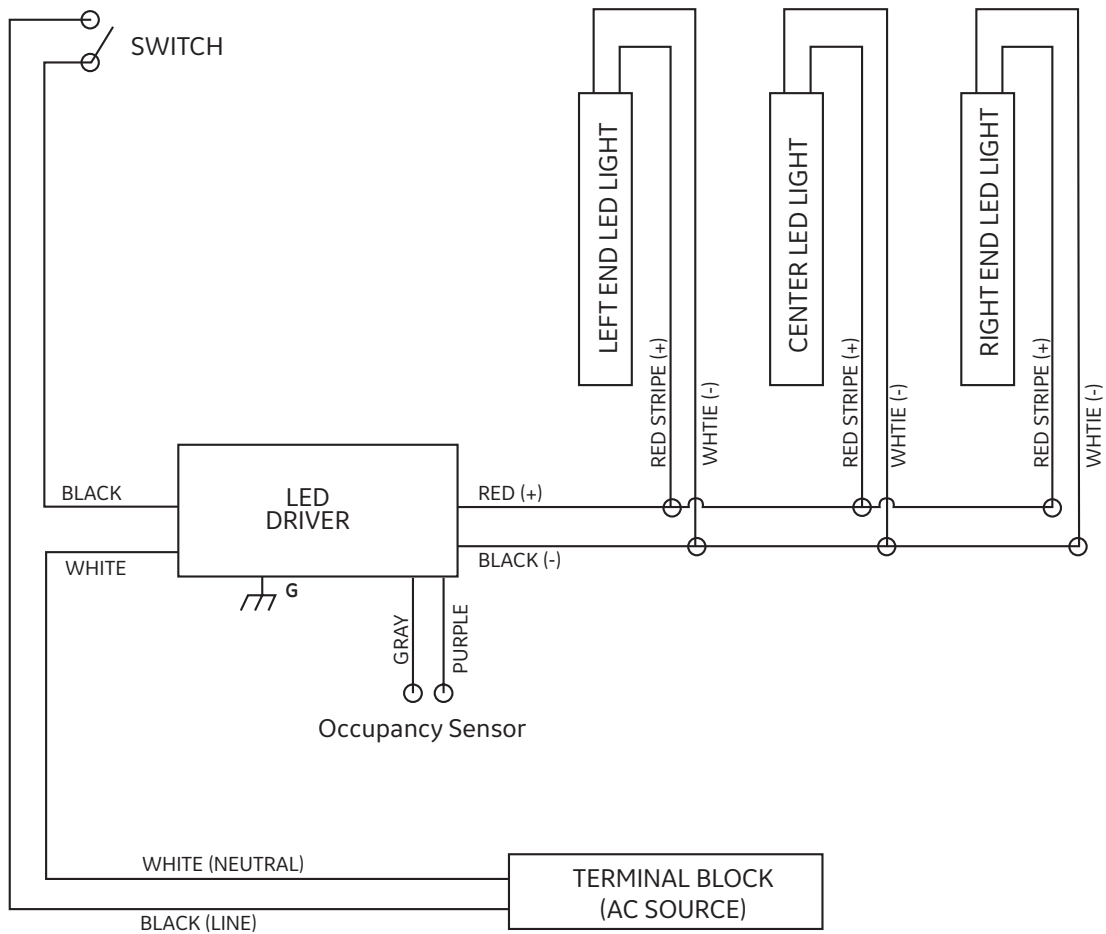 SWITCH
LEFT END LED LIGHT
CENTER LED LIGHT
RIGHT END LED LIGHT
RED STRIPE (+)
WHTIE (-)
RED STRIPE (+)
WHTIE (-)
RED STRIPE (+)
WHTIE (-)
BLACK
LED
DRIVER
RED (+)
WHITE
BLACK (-)
G
GRAY
PURPLE
Occupancy Sensor
WHITE (NEUTRAL)
TERMINAL BLOCK
(AC SOURCE)
BLACK (LINE)